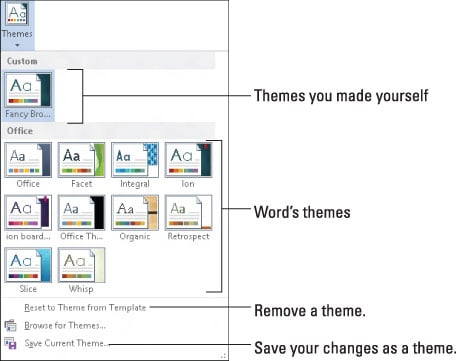 Aa
Themes
Custom
Aa
Fancy Bro...
Themes you made yourself
Office
Aa Aa Aa Aa
Office Facet Integral Ion
Aa Aa Aa Aa
ion board... Office Th... Organic Retrospect
Word's themes
Aa Aa
Slice Whisp
Reset to Theme from Template
Remove a theme.
Browse for Themes...
Save Current Theme...
Save your changes as a theme.